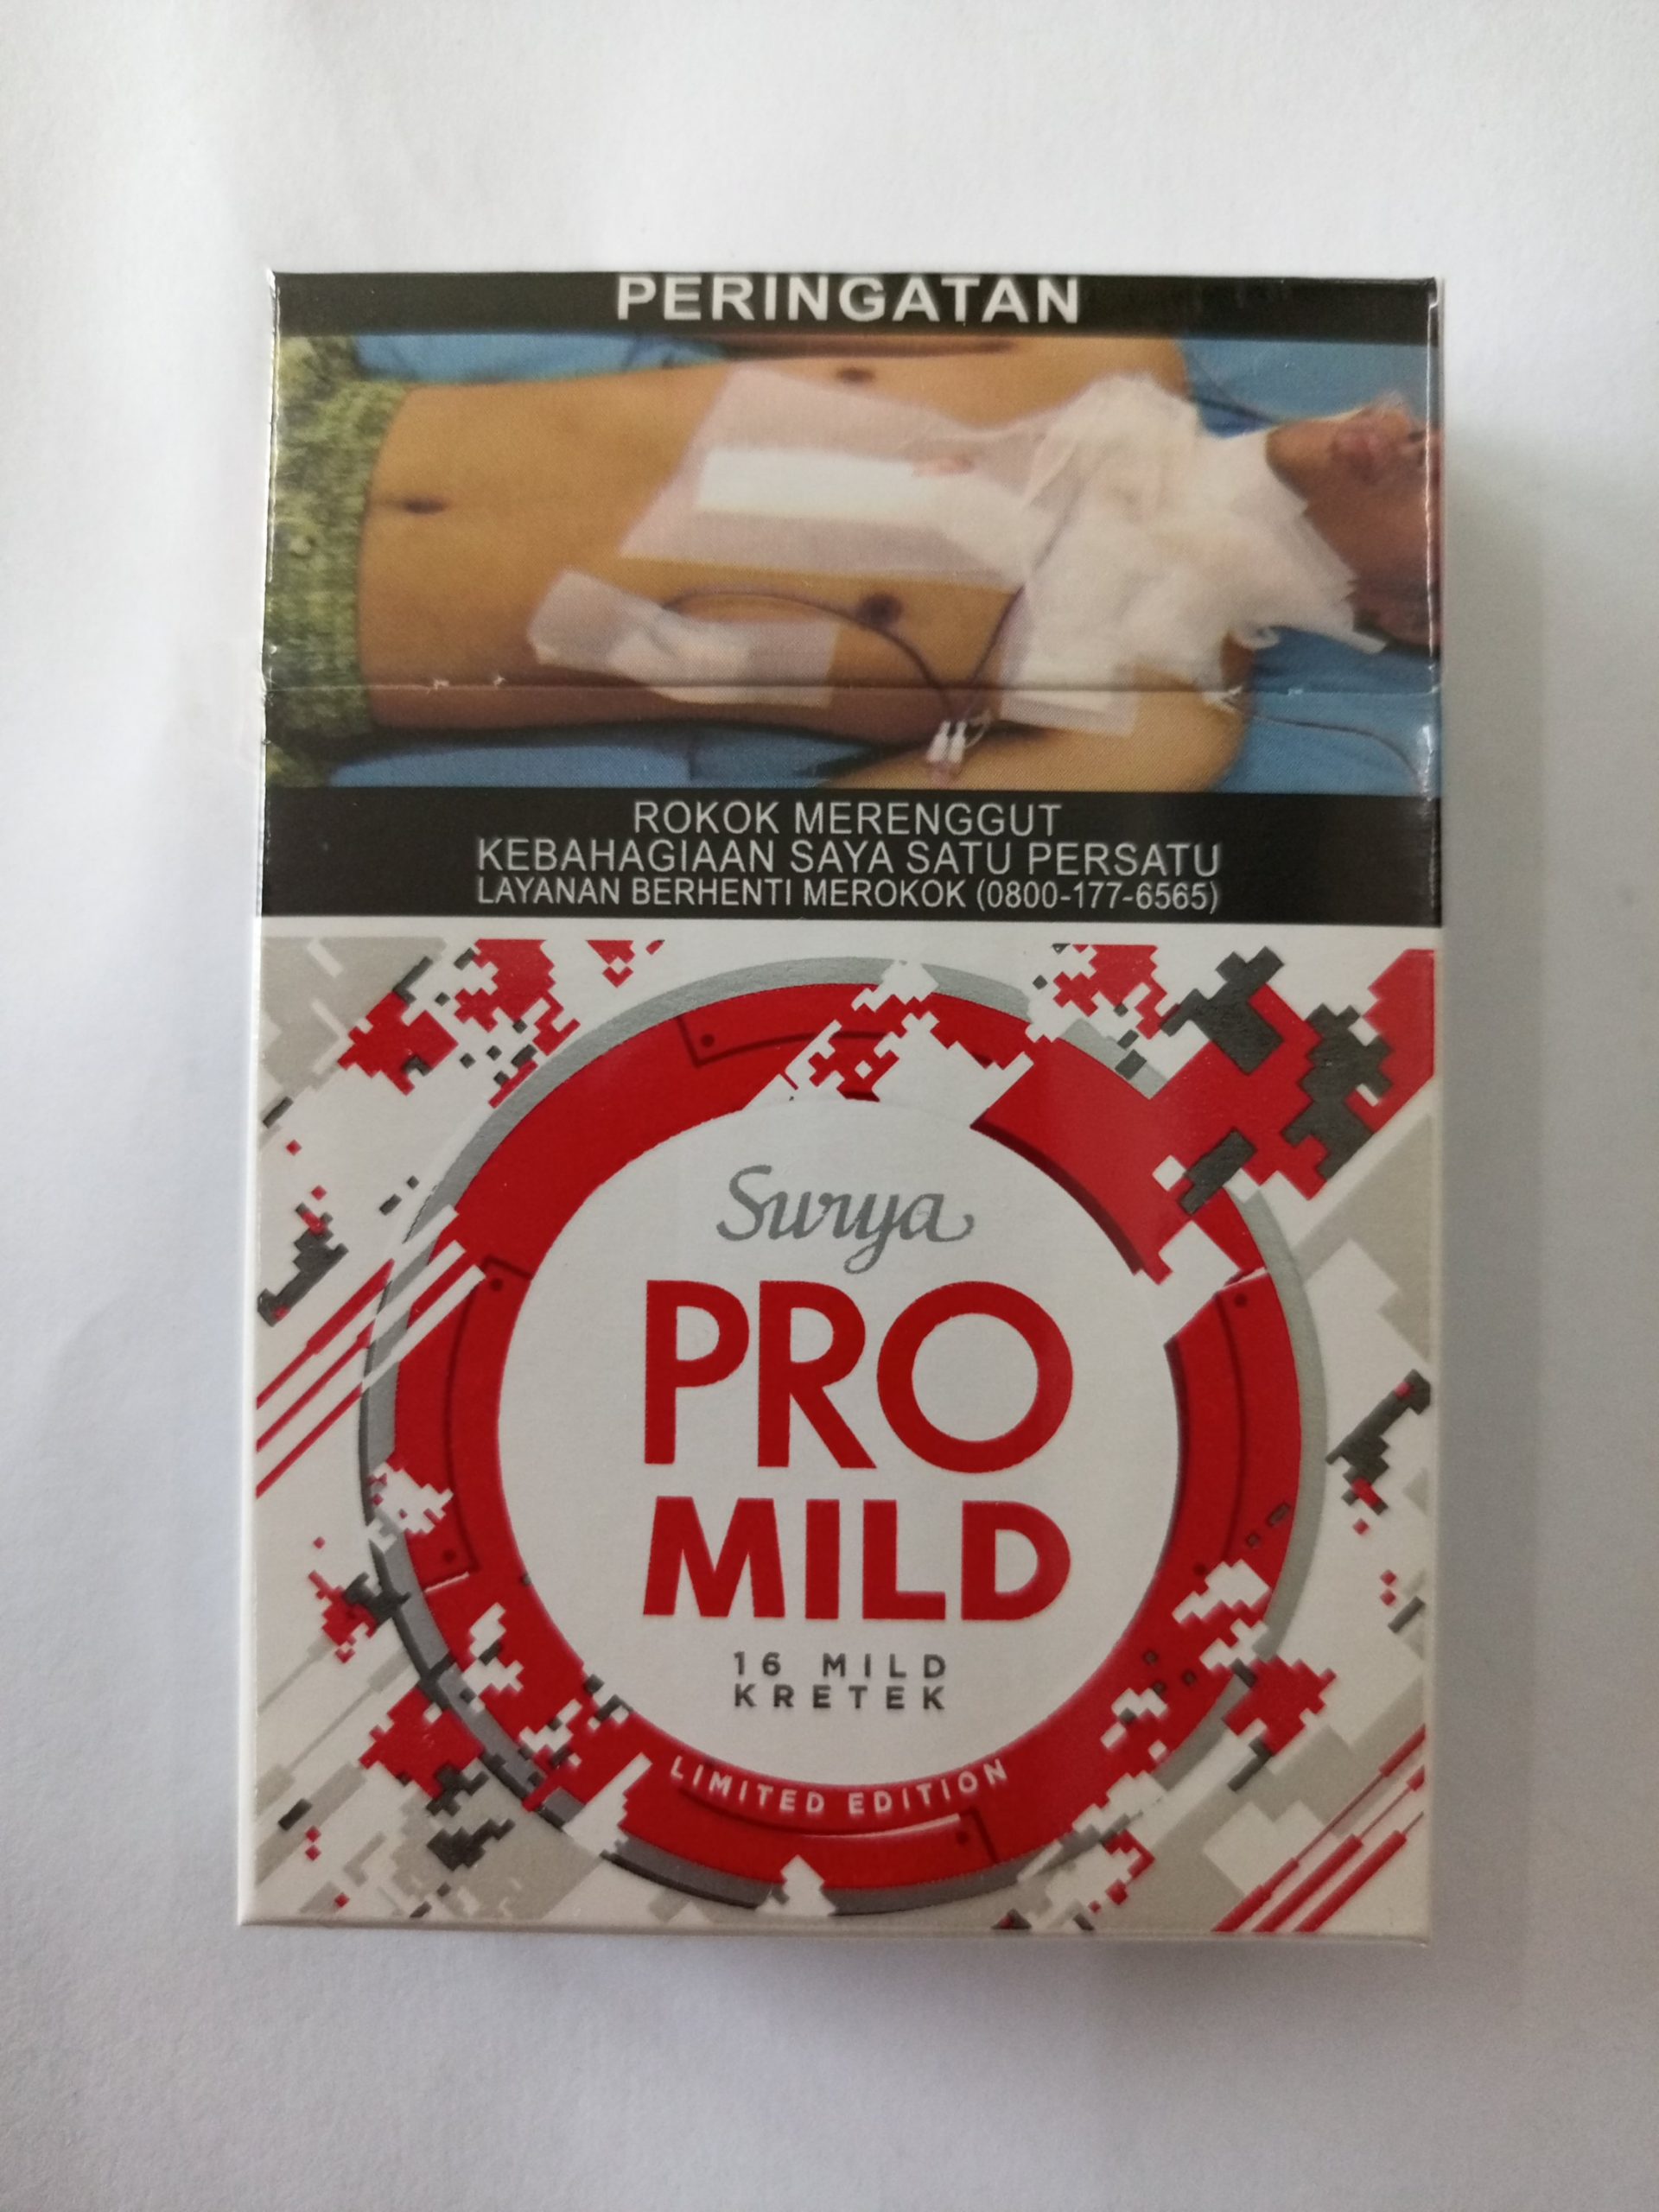 PERINGATAN
ROKOK MERENGGUT
KEBAHAGIAAN SAYA SATU PERSATU
LAYANAN BERHENTI MEROKOK (0800-177-6565)
Surya
PRO
MILD
16 MILD
KRETEK
LIMITED EDITION